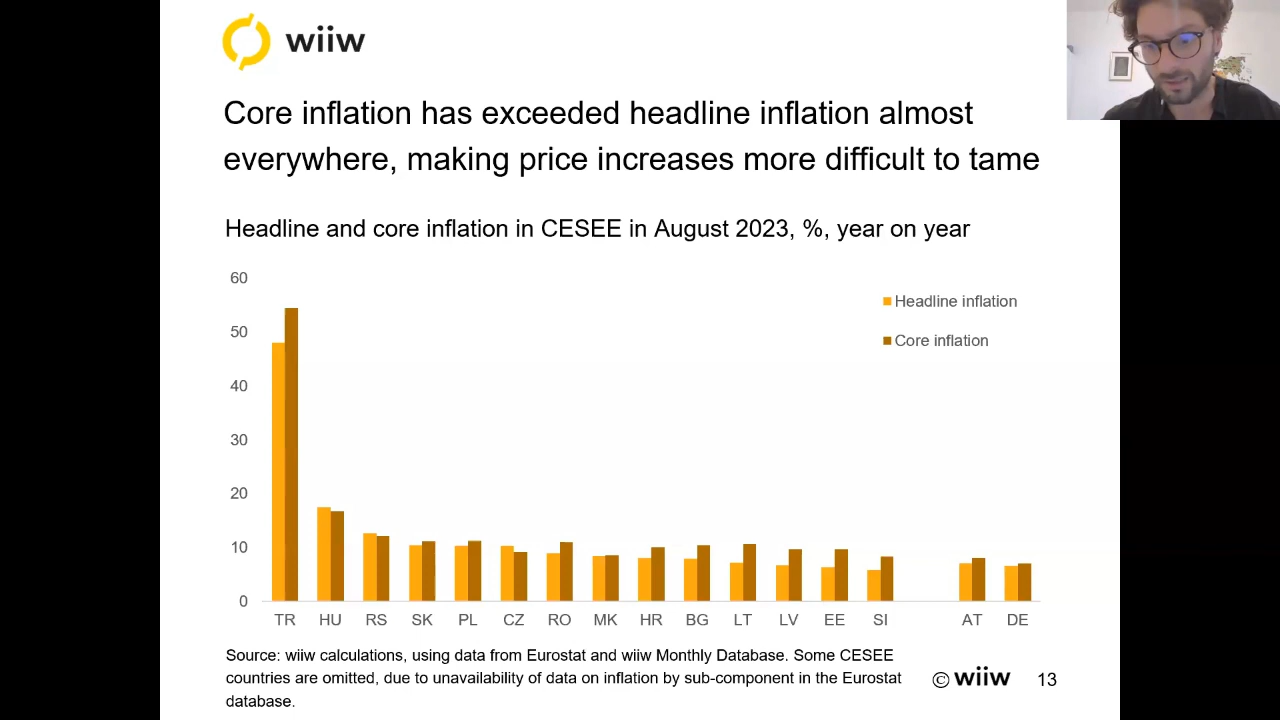 wiiw
Core inflation has exceeded headline inflation almost
everywhere, making price increases more difficult to tame
Headline and core inflation in CESEE in August 2023, %, year on year
60
50
40
30
20
10
0
Headline inflation
Core inflation
TR HU RS SK PL CZ RO MK HR BG LT LV EE SI AT DE
Source: wiiw calculations, using data from Eurostat and wiiw Monthly Database. Some CESEE
countries are omitted, due to unavailability of data on inflation by sub-component in the Eurostat
database.
© wiiw 13